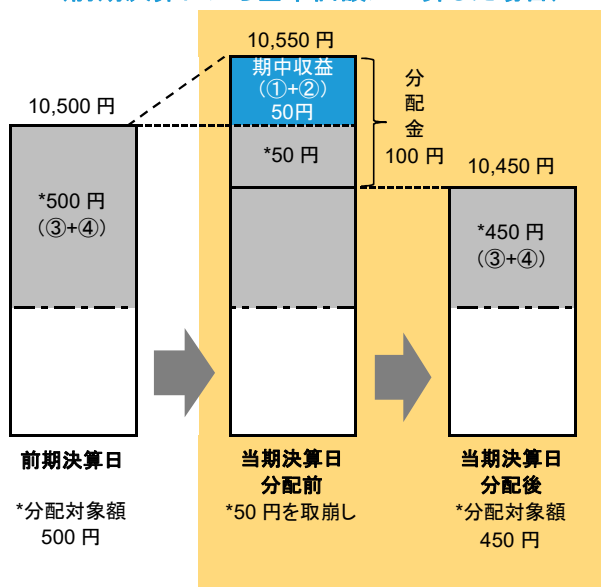 10,550 円
期中収益
(①+②)
50円
分
配
金
100 円
10,500 円
*50 円
10,450 円
*500 円
(③+④)
*450 円
(③+④)
前期決算日
*分配対象額
500 円
当期決算日
分配前
*50 円を取崩し
当期決算日
分配後
*分配対象額
450 円